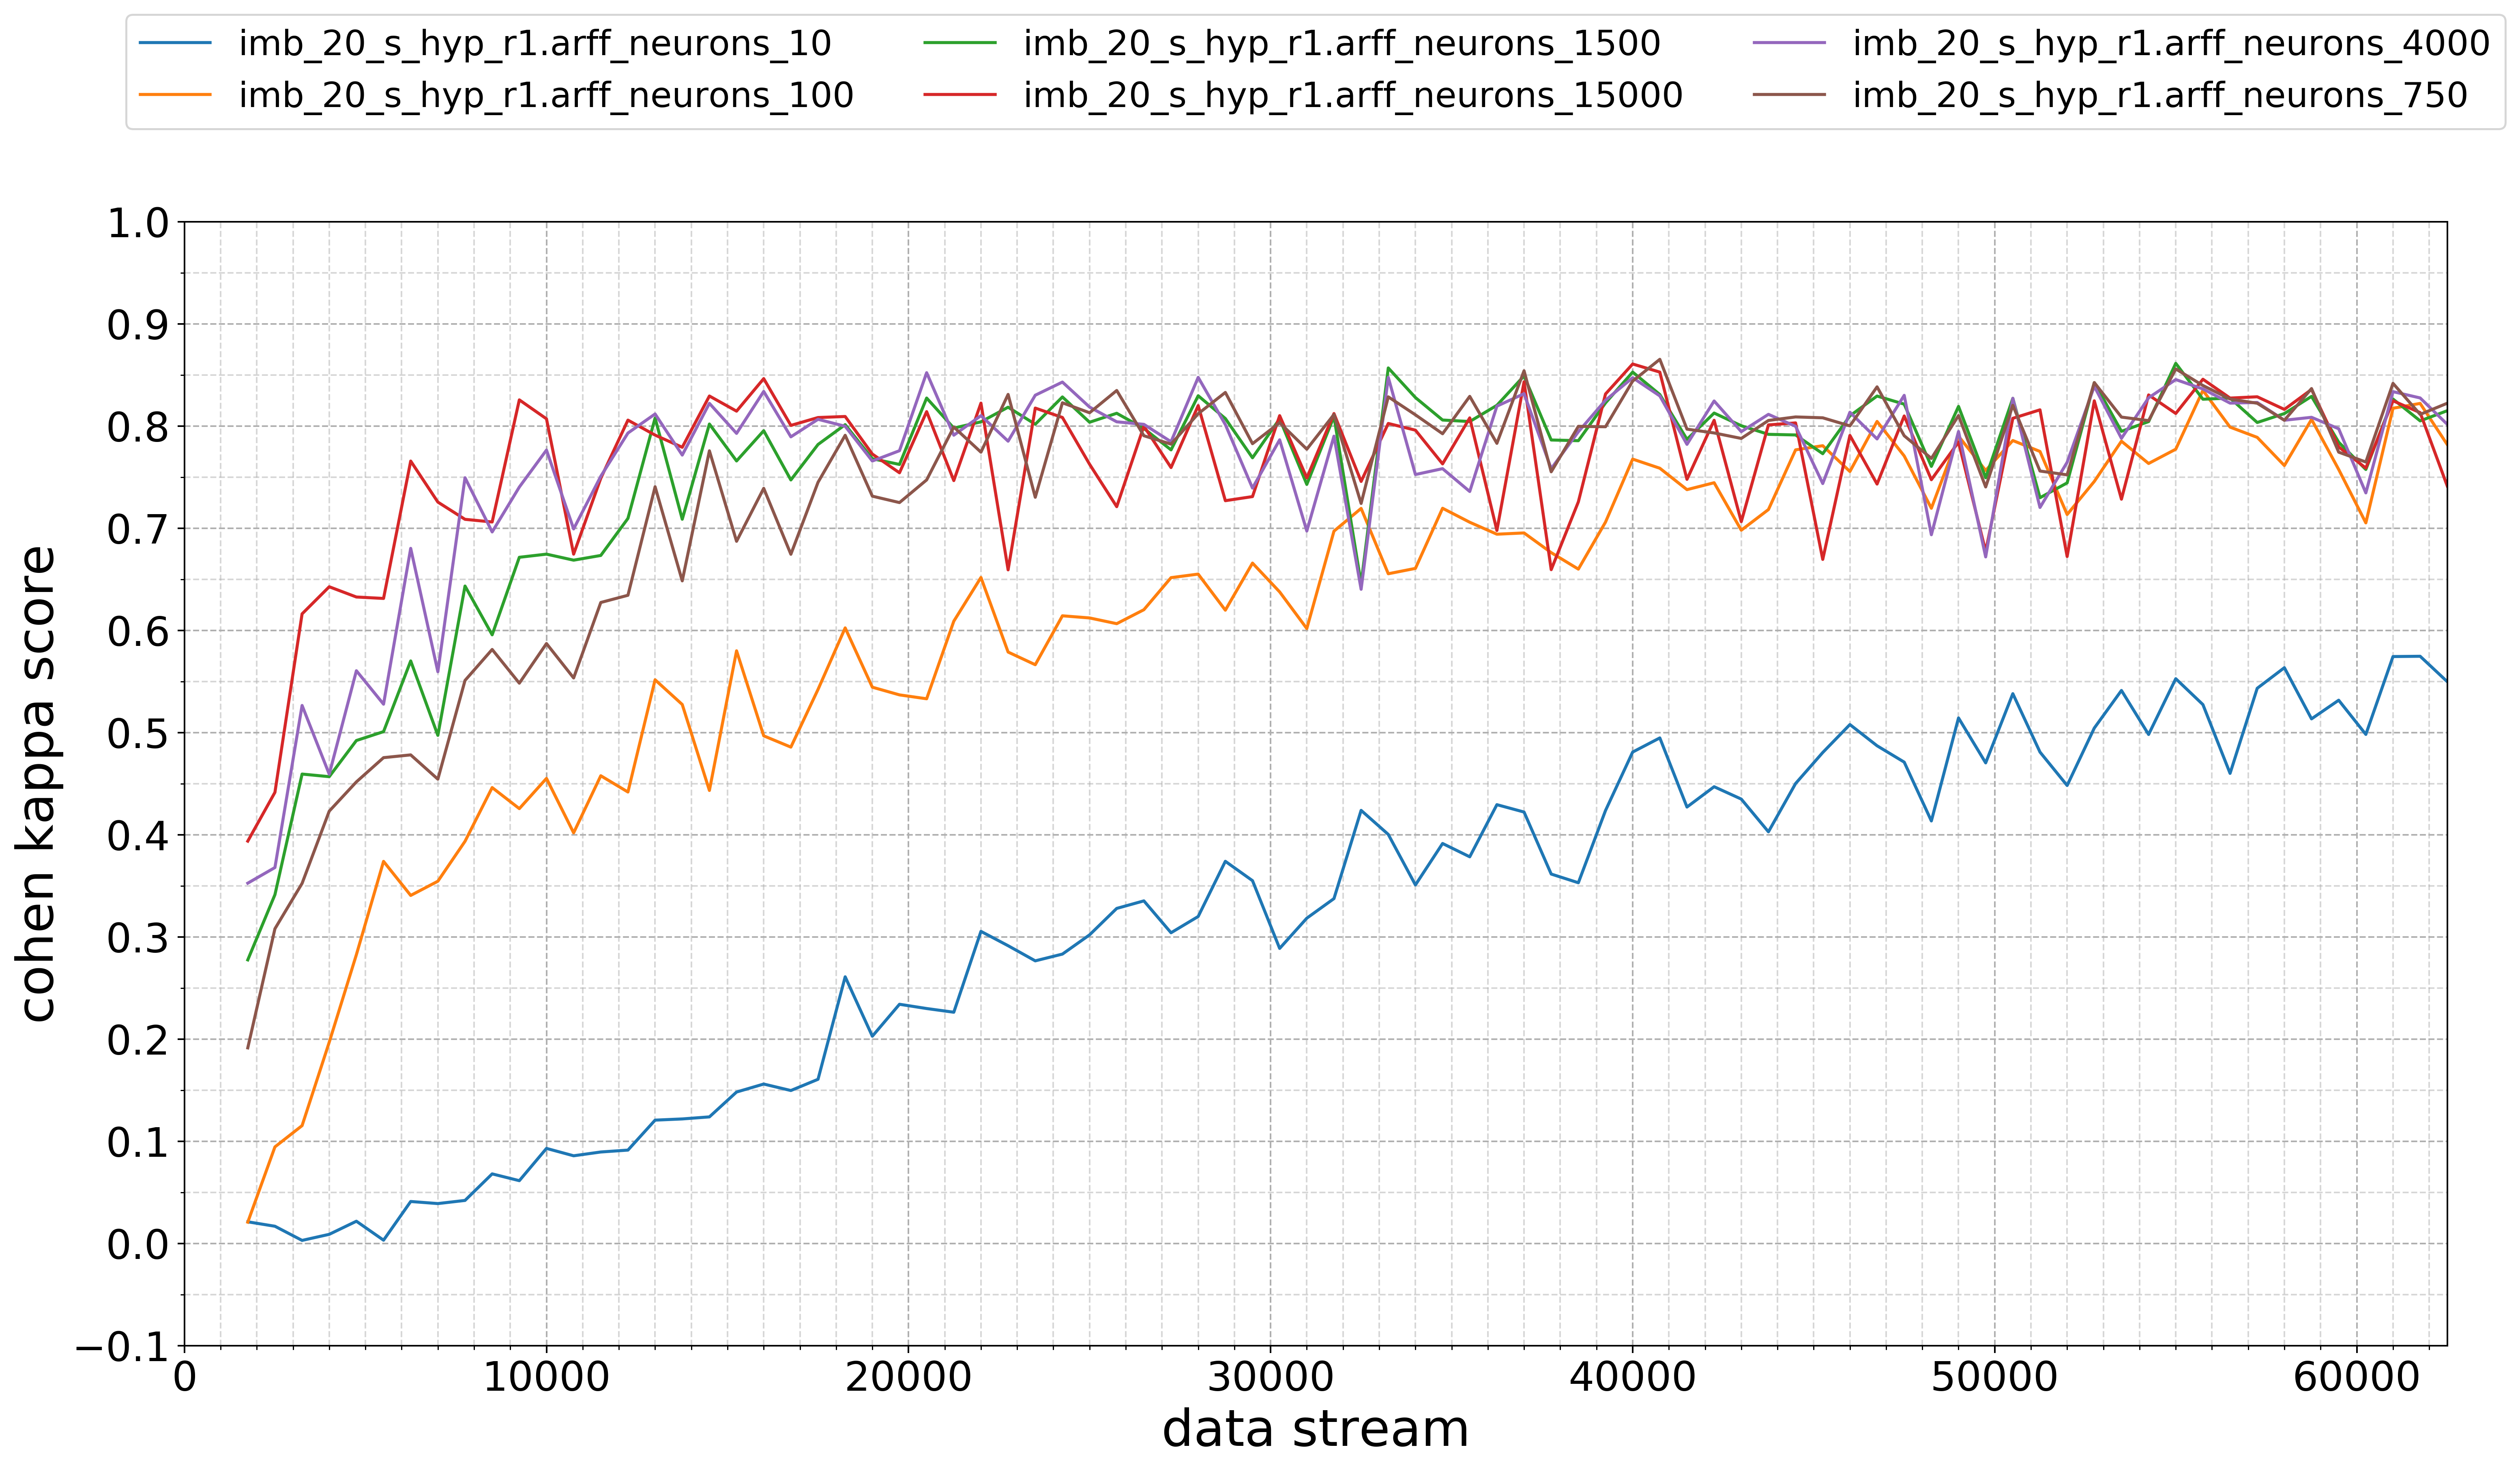 imb_20_s_hyp_r1.arff_neurons_10 imb_20_s_hyp_r1.arff_neurons_1500 imb_20_s_hyp_r1.arff_neurons_4000
imb_20_s_hyp_r1.arff_neurons_100 imb_20_s_hyp_r1.arff_neurons_15000 imb_20_s_hyp_r1.arff_neurons_750
1.0
0.9
0.8
0.7
0.6
0.5
0.4
0.3
0.2
0.1
0.0
−0.1
cohen kappa score
0 10000 20000 30000 40000 50000 60000
data stream